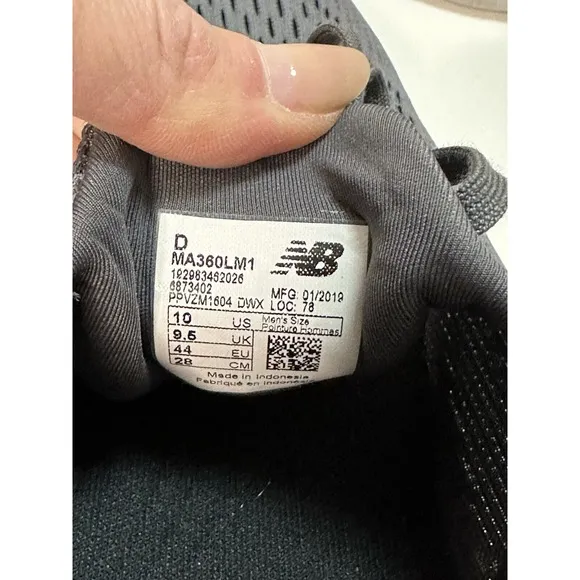 D
MA360LM1
192983462026
6873402
PPVZM1604 DWX
NB
MFG: 01/2019
LOC: 78
10 US
9.5 UK
44 EU
28 CM
Men's Size
Pointure Hommes
Made in Indonesia
Fabriqué en Indonésie